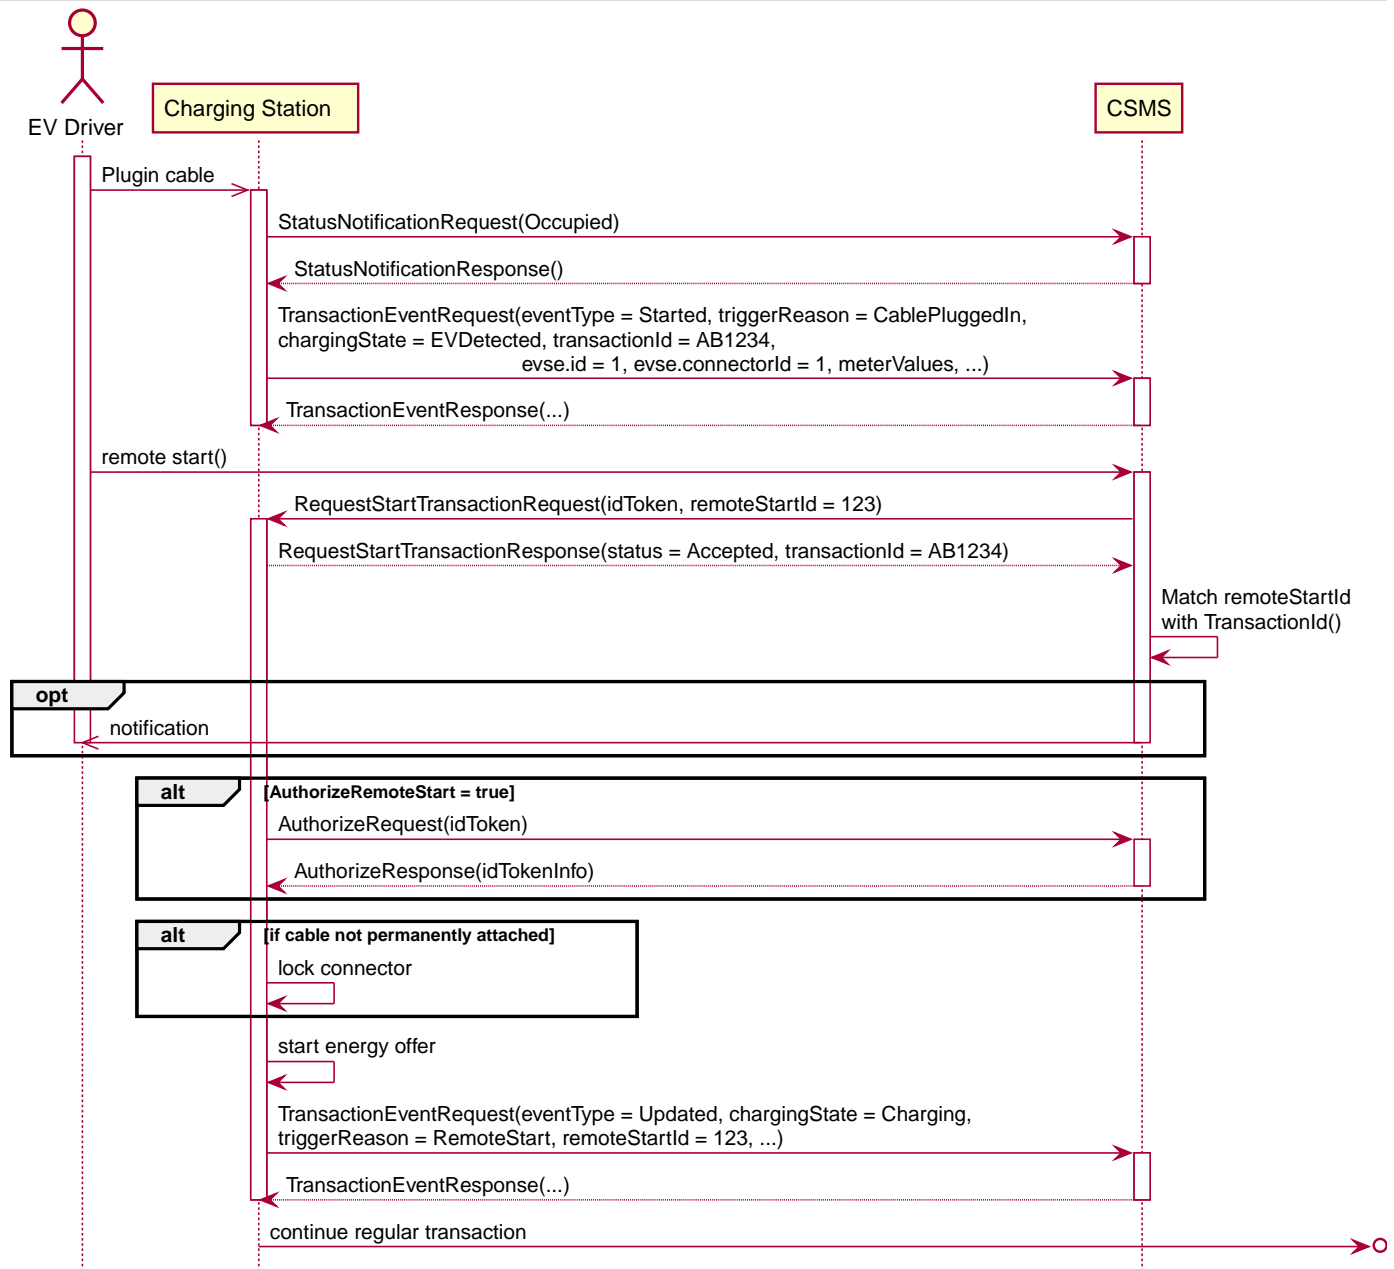 EV Driver
Charging Station
CSMS
Plugin cable
StatusNotificationRequest(Occupied)
StatusNotificationResponse()
TransactionEventRequest(eventType = Started, triggerReason = CablePluggedIn,
chargingState = EVDetected, transactionId = AB1234,
evse.id = 1, evse.connectorId = 1, meterValues, ...)
TransactionEventResponse(...)
remote start()
RequestStartTransactionRequest(idToken, remoteStartId = 123)
RequestStartTransactionResponse(status = Accepted, transactionId = AB1234)
Match remoteStartId
with TransactionId()
opt
notification
alt
[AuthorizeRemoteStart = true]
AuthorizeRequest(idToken)
AuthorizeResponse(idTokenInfo)
alt
[if cable not permanently attached]
lock connector
start energy offer
TransactionEventRequest(eventType = Updated, chargingState = Charging,
triggerReason = RemoteStart, remoteStartId = 123, ...)
TransactionEventResponse(...)
continue regular transaction